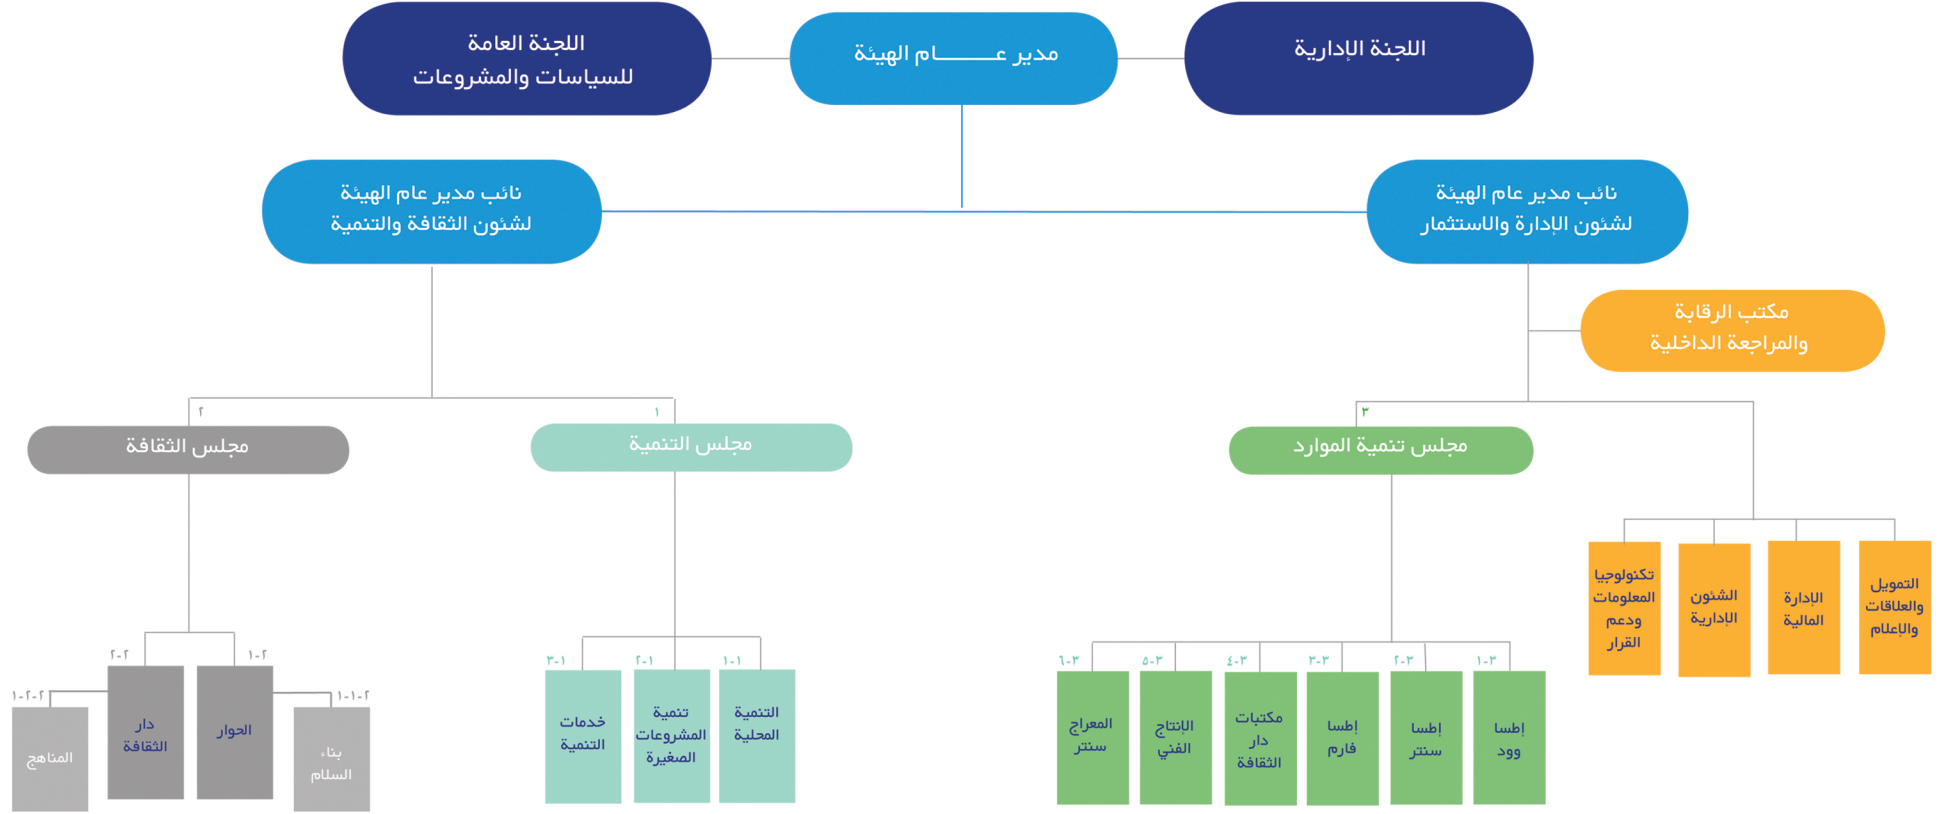 اللجنة الإدارية
مدير عـــــــــام الهيئة
اللجنة العامة
للسياسات والمشروعات
نائب مدير عام الهيئة
لشئون الإدارة والاستثمار
نائب مدير عام الهيئة
لشئون الثقافة والتنمية
مكتب الرقابة
والمراجعة الداخلية
٣
مجلس تنمية الموارد
١
مجلس التنمية
٢
مجلس الثقافة
التمويل
والعلاقات
والإعلام
الإدارة
المالية
الشئون
الإدارية
تكنولوجيا
المعلومات
ودعم
القرار
٣-١
إطسا
وود
٣-٢
إطسا
سنتر
٣-٣
إطسا
فارم
٣-٤
مكتبات
دار
الثقافة
٣-٥
الإنتاج
الفني
٣-٦
المعراج
سنتر
١-١
التنمية
المحلية
١-٢
تنمية
المشروعات
الصغيرة
١-٣
خدمات
التنمية
٢-١
الحوار
٢-١-١
بناء
السلام
٢-٢
دار
الثقافة
٢-٢-١
المناهج